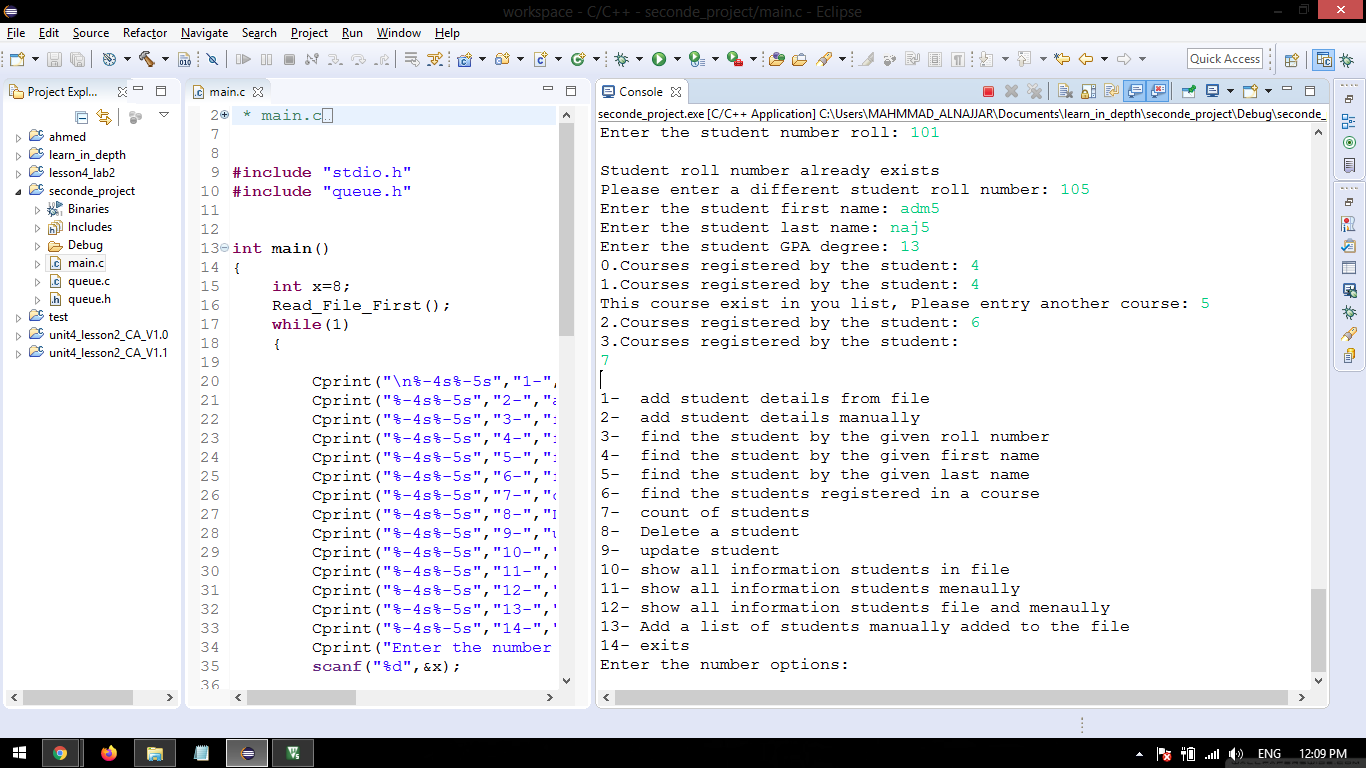 workspace - C/C++ - seconde_project/main.c - Eclipse
File Edit Source Refactor Navigate Search Project Run Window Help
Quick Access
Project Expl...
ahmed
learn_in_depth
lesson4_lab2
seconde_project
Binaries
Includes
Debug
main.c
queue.c
queue.h
test
unit4_lesson2_CA_V1.0
unit4_lesson2_CA_V1.1
main.c
2 * main.c
7
8
9 #include "stdio.h"
10 #include "queue.h"
11
12
13 int main()
14 {
15 int x=8;
16 Read_File_First();
17 while(1)
18 {
19
20 Cprint("\n%-4s%-5s","1-",
21 Cprint("%-4s%-5s","2-","a
22 Cprint("%-4s%-5s","3-","
23 Cprint("%-4s%-5s","4-","
24 Cprint("%-4s%-5s","5-","
25 Cprint("%-4s%-5s","6-","
26 Cprint("%-4s%-5s","7-","
27 Cprint("%-4s%-5s","8-","
28 Cprint("%-4s%-5s","9-","
29 Cprint("%-4s%-5s","10-","
30 Cprint("%-4s%-5s","11-","
31 Cprint("%-4s%-5s","12-","
32 Cprint("%-4s%-5s","13-","
33 Cprint("%-4s%-5s","14-","
34 Cprint("Enter the number
35 scanf("%d",&x);
36
Console
seconde_project.exe [C/C++ Application] C:\Users\MAHMMAD_ALNAJJAR\Documents\learn_in_depth\seconde_project\Debug\seconde_
Enter the student number roll: 101
Student roll number already exists
Please enter a different student roll number: 105
Enter the student first name: adm5
Enter the student last name: naj5
Enter the student GPA degree: 13
0.Courses registered by the student: 4
1.Courses registered by the student: 4
This course exist in you list, Please entry another course: 5
2.Courses registered by the student: 6
3.Courses registered by the student:
7
1- add student details from file
2- add student details manually
3- find the student by the given roll number
4- find the student by the given first name
5- find the student by the given last name
6- find the students registered in a course
7- count of students
8- Delete a student
9- update student
10- show all information students in file
11- show all information students menaully
12- show all information students file and menaully
13- Add a list of students manually added to the file
14- exits
Enter the number options:
ENG 12:09 PM